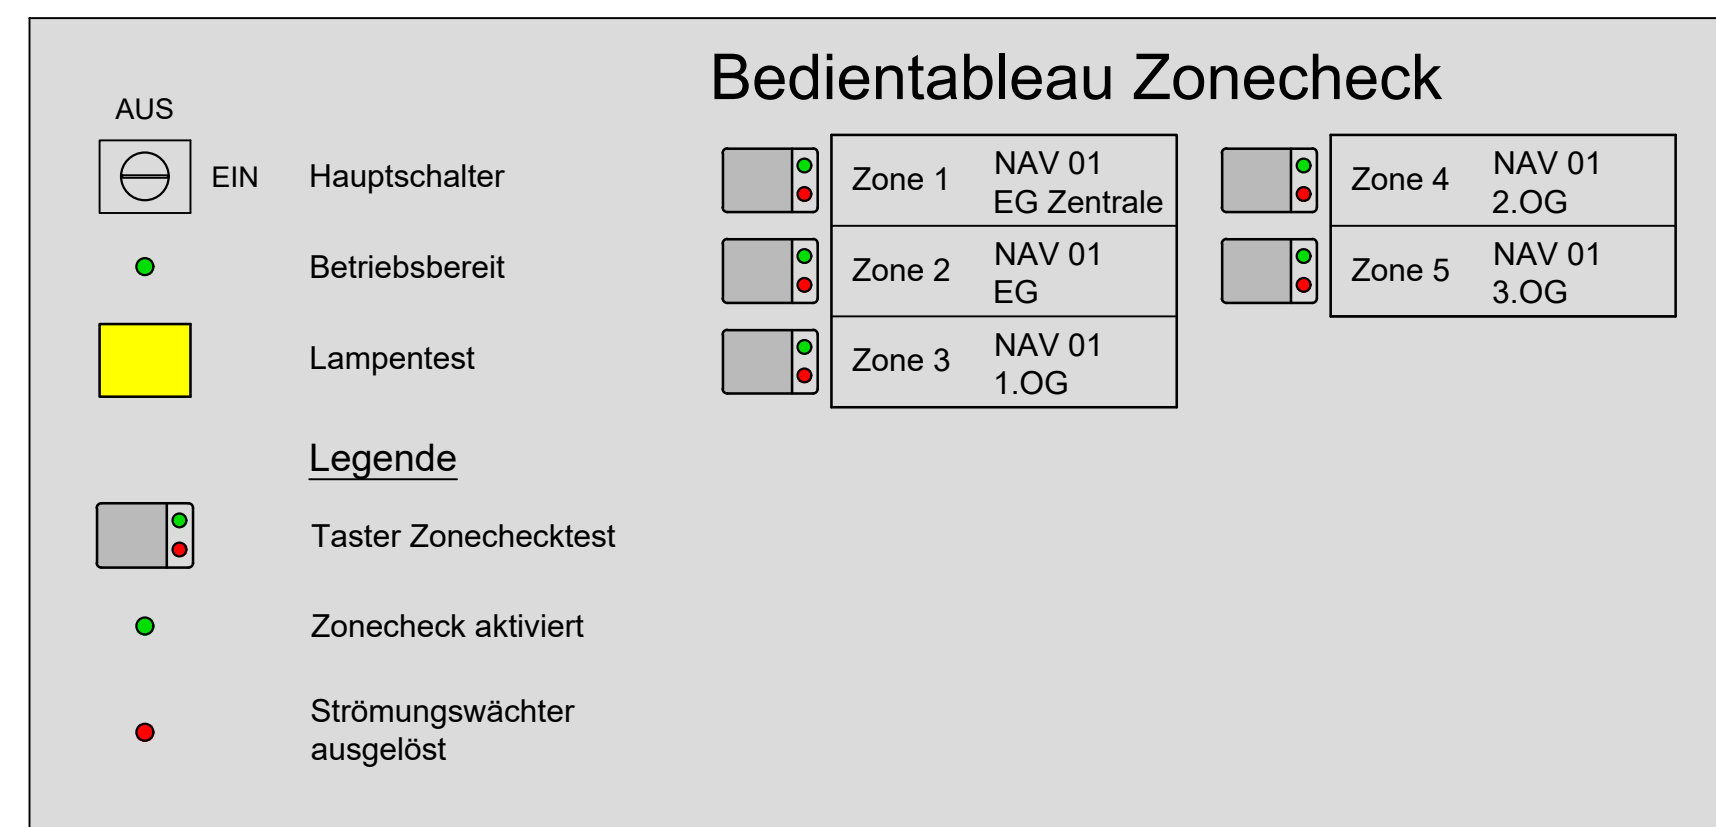 Bedientableau Zonecheck
AUS
EIN
Hauptschalter
Betriebsbereit
Lampentest
Legende
Taster Zonechecktest
Zonecheck aktiviert
Strömungswächter
ausgelöst
Zone 1
NAV 01
EG Zentrale
Zone 2
NAV 01
EG
Zone 3
NAV 01
1.OG
Zone 4
NAV 01
2.OG
Zone 5
NAV 01
3.OG